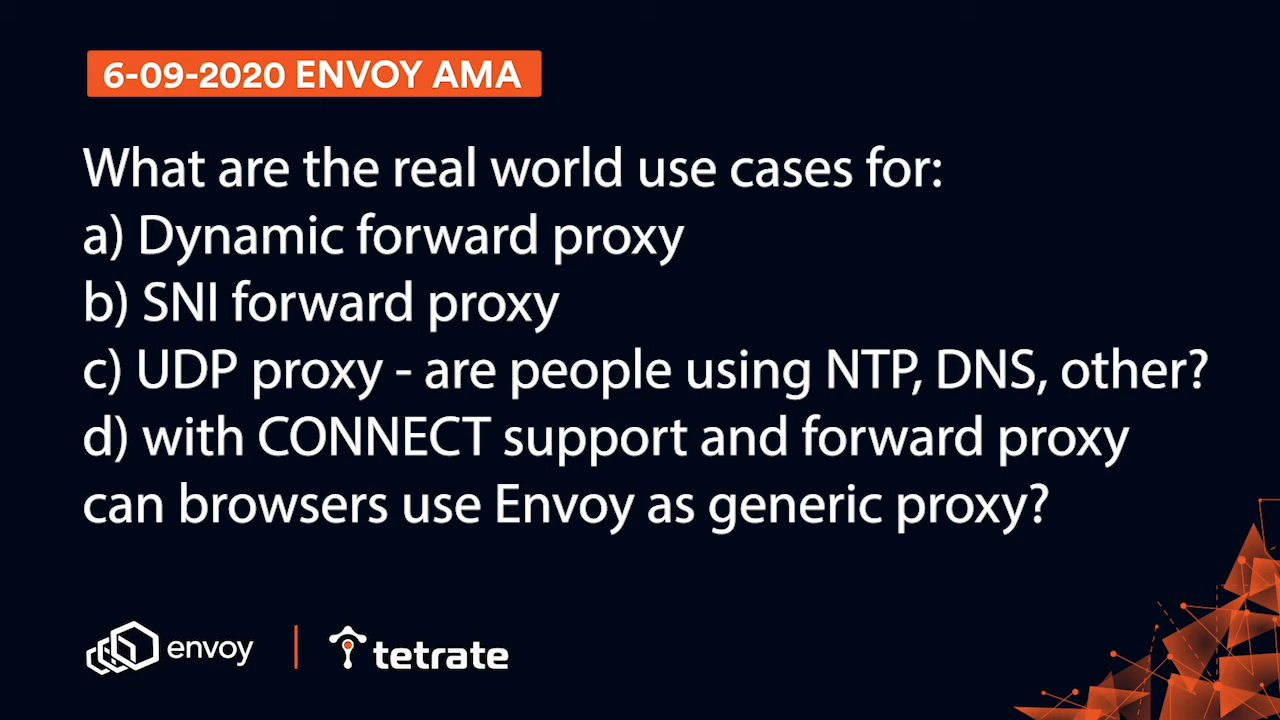 6-09-2020 ENVOY AMA
What are the real world use cases for:
a) Dynamic forward proxy
b) SNI forward proxy
c) UDP proxy - are people using NTP, DNS, other?
d) with CONNECT support and forward proxy
can browsers use Envoy as generic proxy?
envoy | tetrate